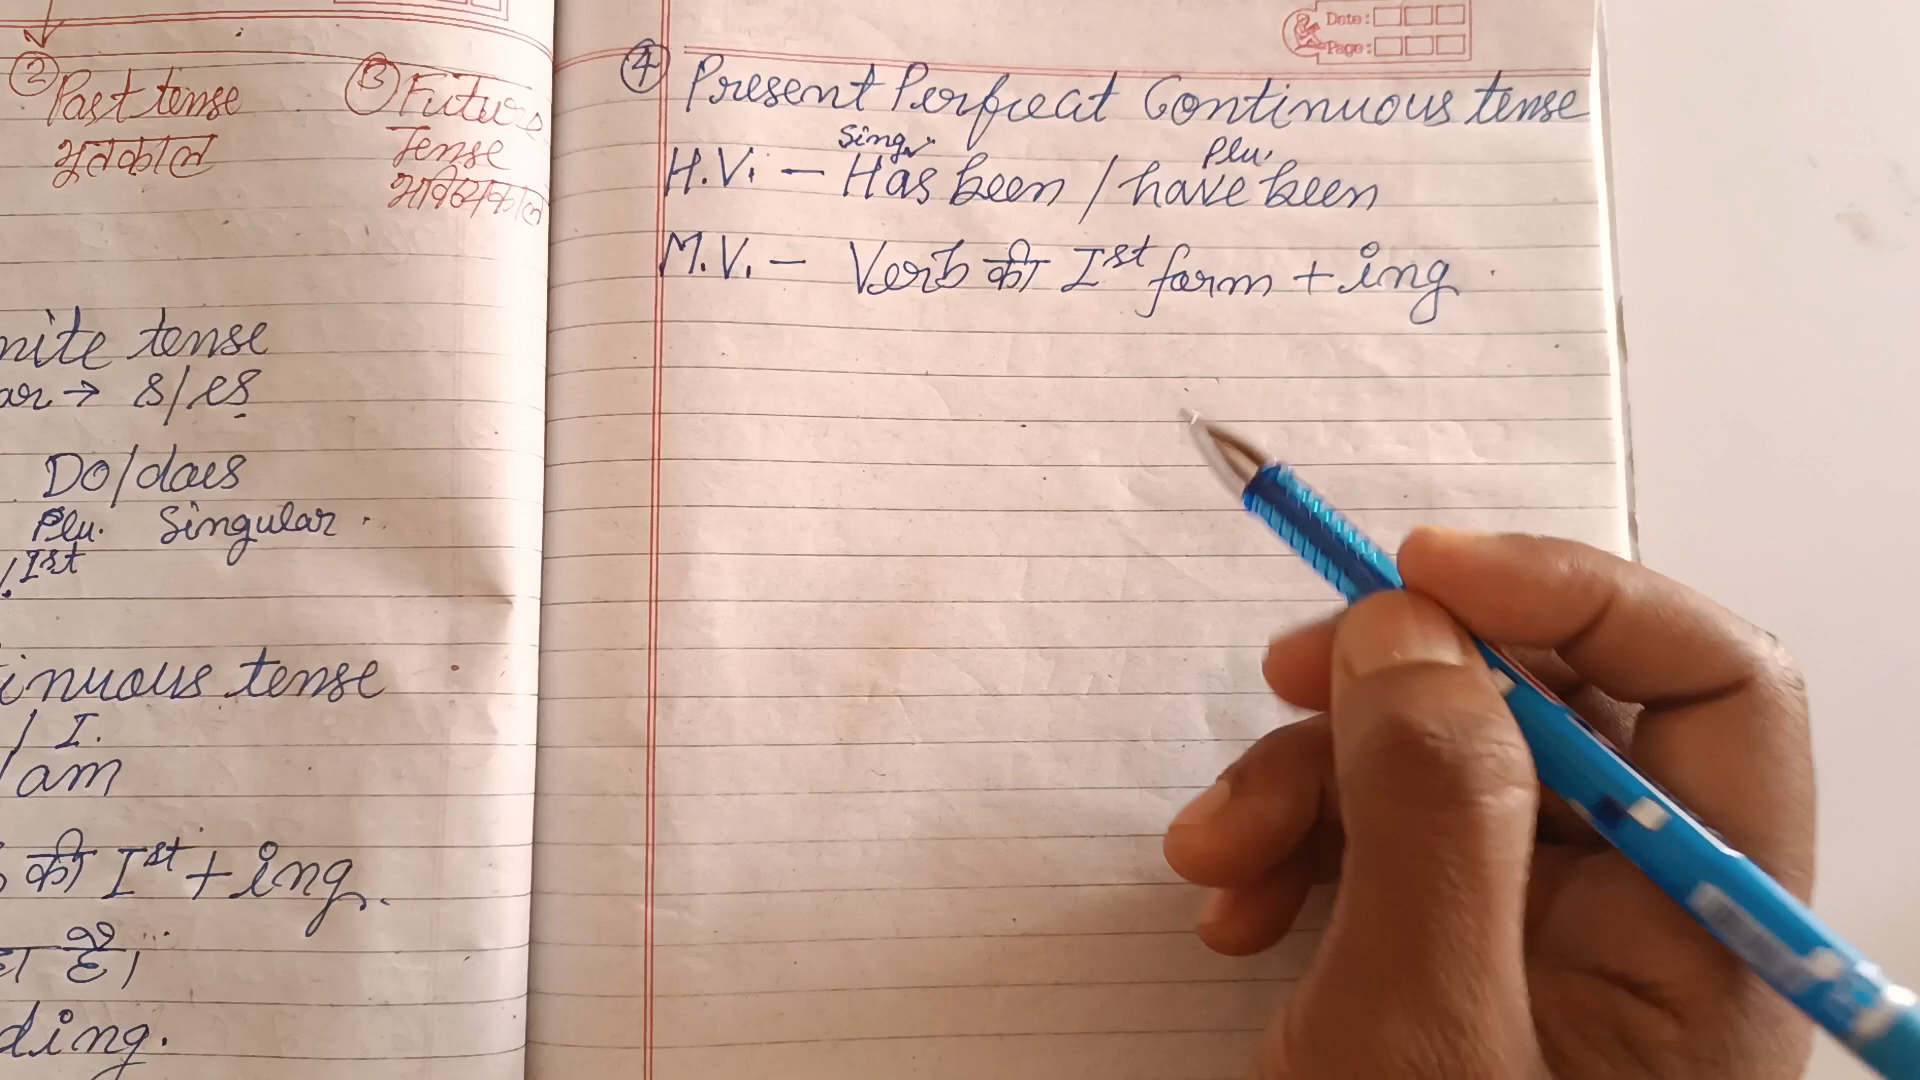 ② Past tense
भूतकाल
③ Future
Tense
भविष्यकाल
nite tense
ar → s/es
Do/does
Plu. Singular
Ist
inuous tense
/ I.
/ am
की Ist + ing.
है।
ding.
Date:
Page:
④ Present Perfect Continuous tense
Sing. Plu.
H.V. – Has been / have been
M.V. – Verb की Ist form + ing